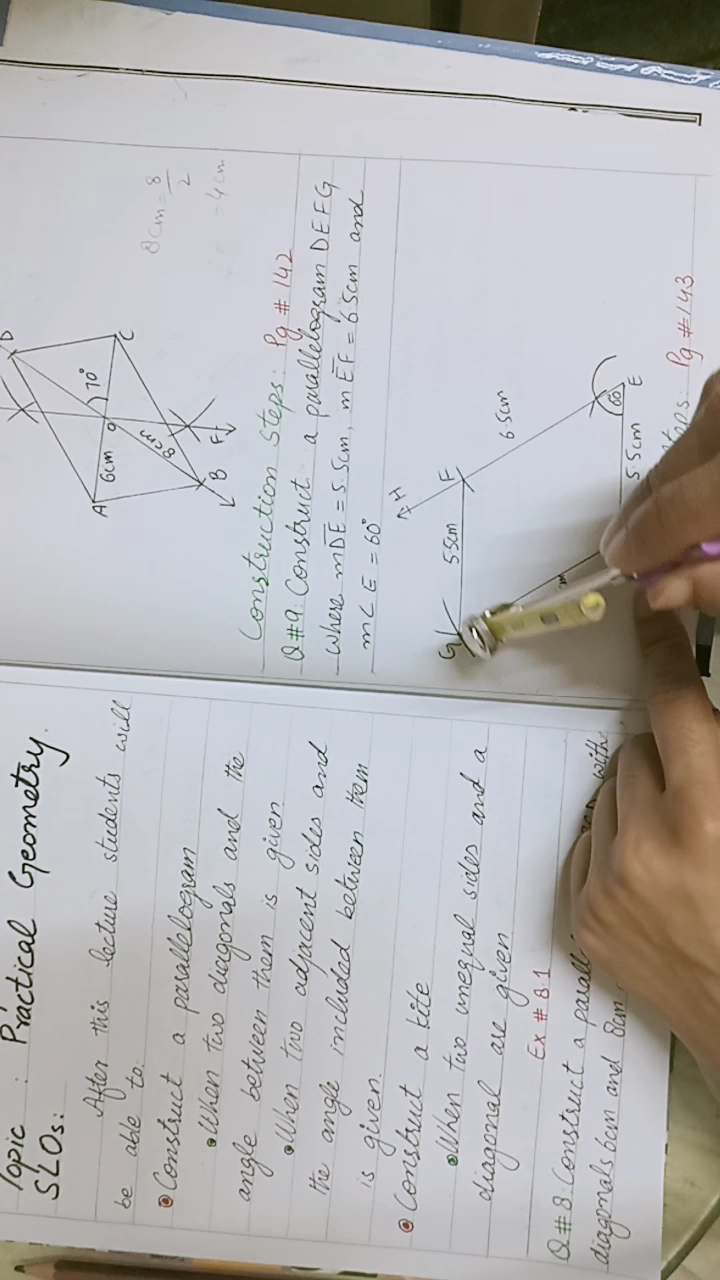 Topic : Practical Geometry.
SLOs:
After this lecture students will
be able to:
Construct a parallelogram
When two diagonals and the
angle between them is given
When two adjacent sides and
the angle included between them
is given.
Construct a kite
When two unequal sides and a
diagonal are given
Ex # 8.1
Q#8: Construct a parall with
diagonals 6cm and 8cm
D
C
A
B
o
70°
6cm
8cm
F
8cm = 8/2
= 4cm
Construction Steps: Pg # 142
Q#9: Construct a parallelogram DEFG
Where mDE = 5.5cm, mEF = 6.5cm and
m∠E = 60°
H
G
5.5cm
F
6.5cm
60°
E
5.5cm
Pg #143